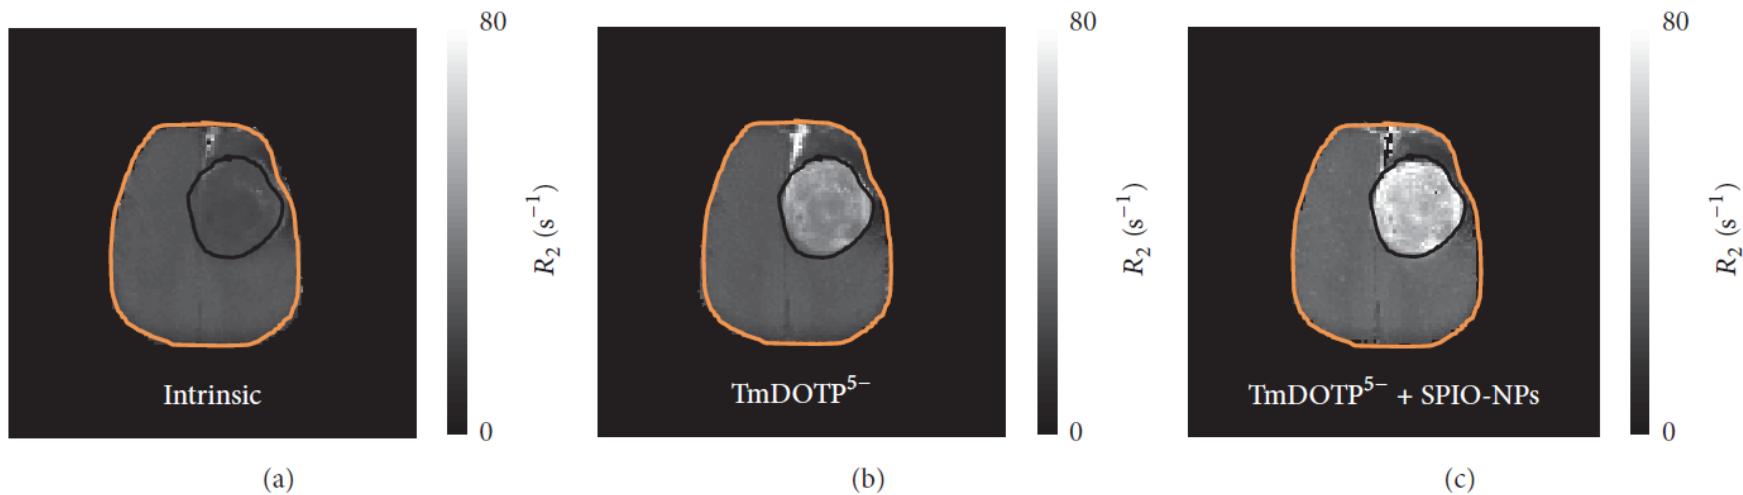 80
R₂ (s⁻¹)
Intrinsic
0
(a)
80
R₂ (s⁻¹)
TmDOTP⁵⁻
0
(b)
80
R₂ (s⁻¹)
TmDOTP⁵⁻ + SPIO-NPs
0
(c)